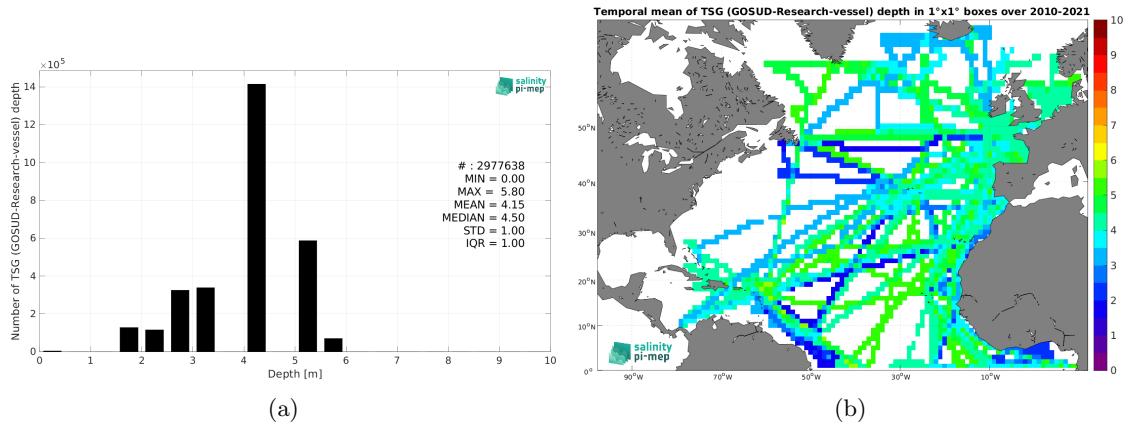 ×10⁵
Number of TSG (GOSUD-Research-vessel) depth
14
12
10
8
6
4
2
0
0 1 2 3 4 5 6 7 8 9 10
Depth [m]
salinity
pi-mep
# : 2977638
MIN = 0.00
MAX = 5.80
MEAN = 4.15
MEDIAN = 4.50
STD = 1.00
IQR = 1.00
(a)
Temporal mean of TSG (GOSUD-Research-vessel) depth in 1°x1° boxes over 2010-2021
50°N
40°N
30°N
20°N
10°N
0°
90°W 70°W 50°W 30°W 10°W
salinity
pi-mep
10
9
8
7
6
5
4
3
2
1
0
(b)